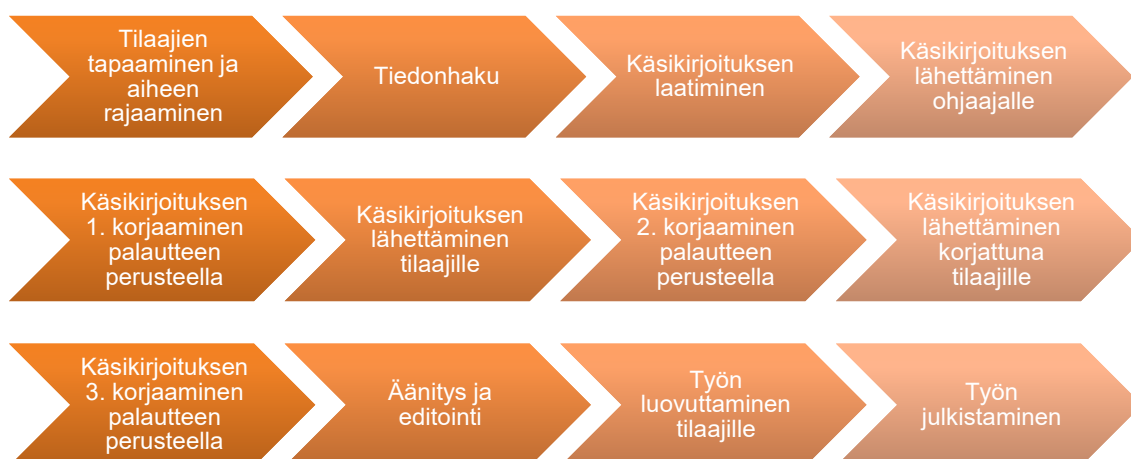 Tilaajien
tapaaminen ja
aiheen
rajaaminen
Tiedonhaku
Käsikirjoituksen
laatiminen
Käsikirjoituksen
lähettäminen
ohjaajalle
Käsikirjoituksen
1. korjaaminen
palautteen
perusteella
Käsikirjoituksen
lähettäminen
tilaajille
Käsikirjoituksen
2. korjaaminen
palautteen
perusteella
Käsikirjoituksen
lähettäminen
korjattuna
tilaajille
Käsikirjoituksen
3. korjaaminen
palautteen
perusteella
Äänitys ja
editointi
Työn
luovuttaminen
tilaajille
Työn
julkistaminen